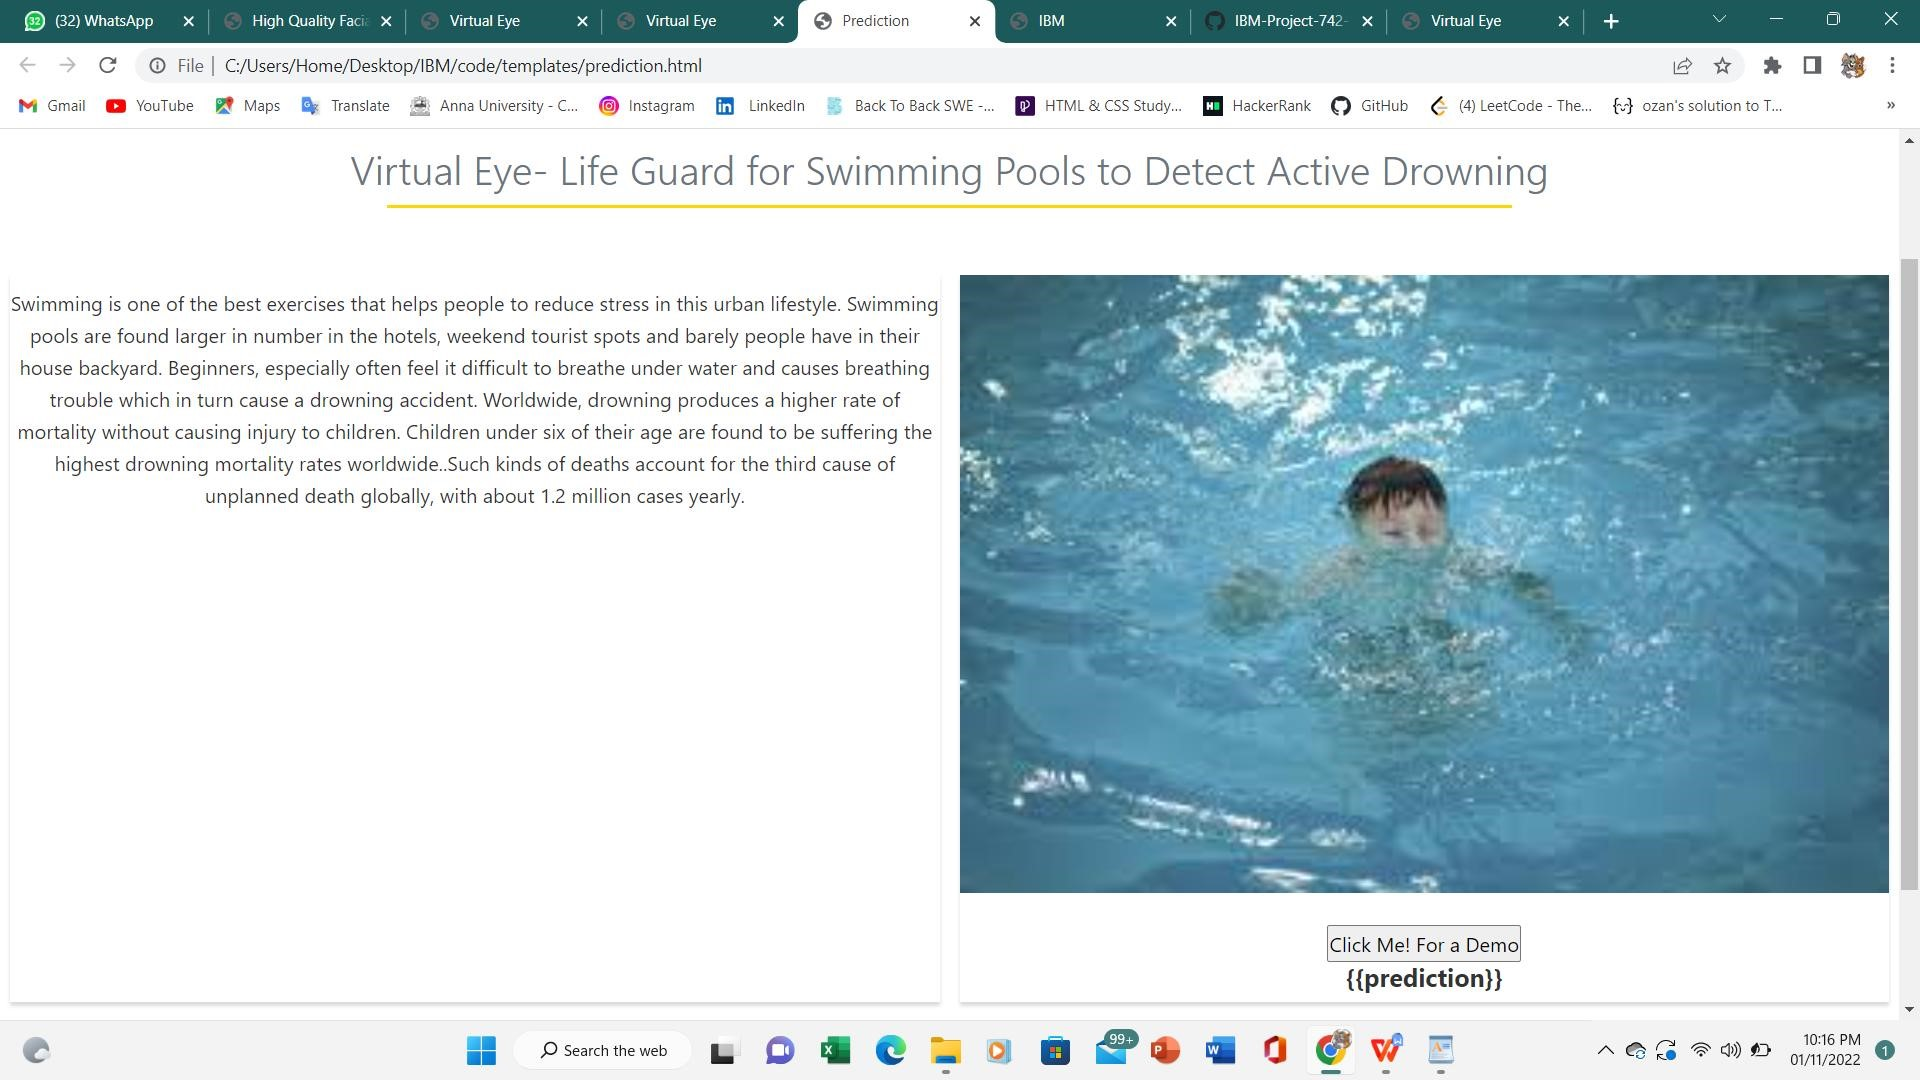 (32) WhatsApp
High Quality Facia
Virtual Eye
Virtual Eye
Prediction
IBM
IBM-Project-742-
Virtual Eye
File
C:/Users/Home/Desktop/IBM/code/templates/prediction.html
Gmail
YouTube
Maps
Translate
Anna University - C...
Instagram
LinkedIn
Back To Back SWE -...
HTML & CSS Study...
HackerRank
GitHub
(4) LeetCode - The...
ozan's solution to T...
»
Virtual Eye- Life Guard for Swimming Pools to Detect Active Drowning
Swimming is one of the best exercises that helps people to reduce stress in this urban lifestyle. Swimming
pools are found larger in number in the hotels, weekend tourist spots and barely people have in their
house backyard. Beginners, especially often feel it difficult to breathe under water and causes breathing
trouble which in turn cause a drowning accident. Worldwide, drowning produces a higher rate of
mortality without causing injury to children. Children under six of their age are found to be suffering the
highest drowning mortality rates worldwide..Such kinds of deaths account for the third cause of
unplanned death globally, with about 1.2 million cases yearly.
Click Me! For a Demo
{{prediction}}
Search the web
99+
10:16 PM
01/11/2022
1